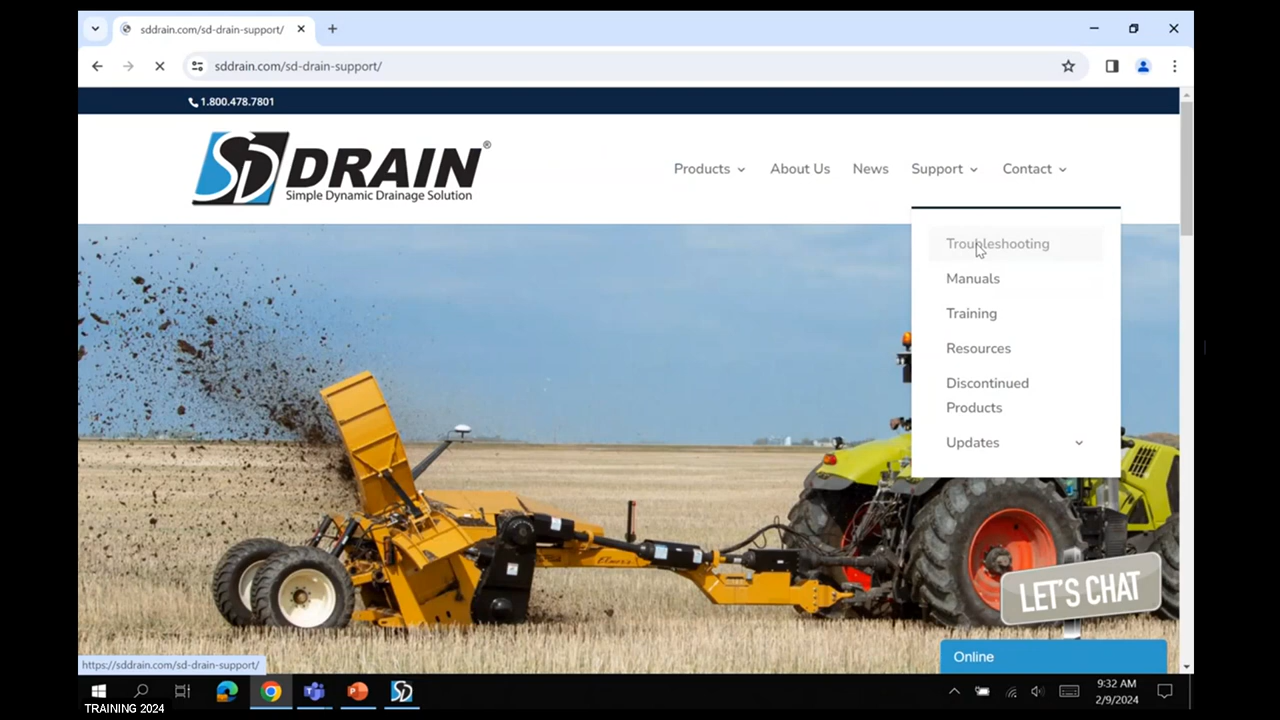 sddrain.com/sd-drain-support/
sddrain.com/sd-drain-support/
1.800.478.7801
SD DRAIN®
Simple Dynamic Drainage Solution
Products
About Us
News
Support
Contact
Troubleshooting
Manuals
Training
Resources
Discontinued
Products
Updates
LET'S CHAT
Online
https://sddrain.com/sd-drain-support/
9:32 AM
2/9/2024
TRAINING 2024